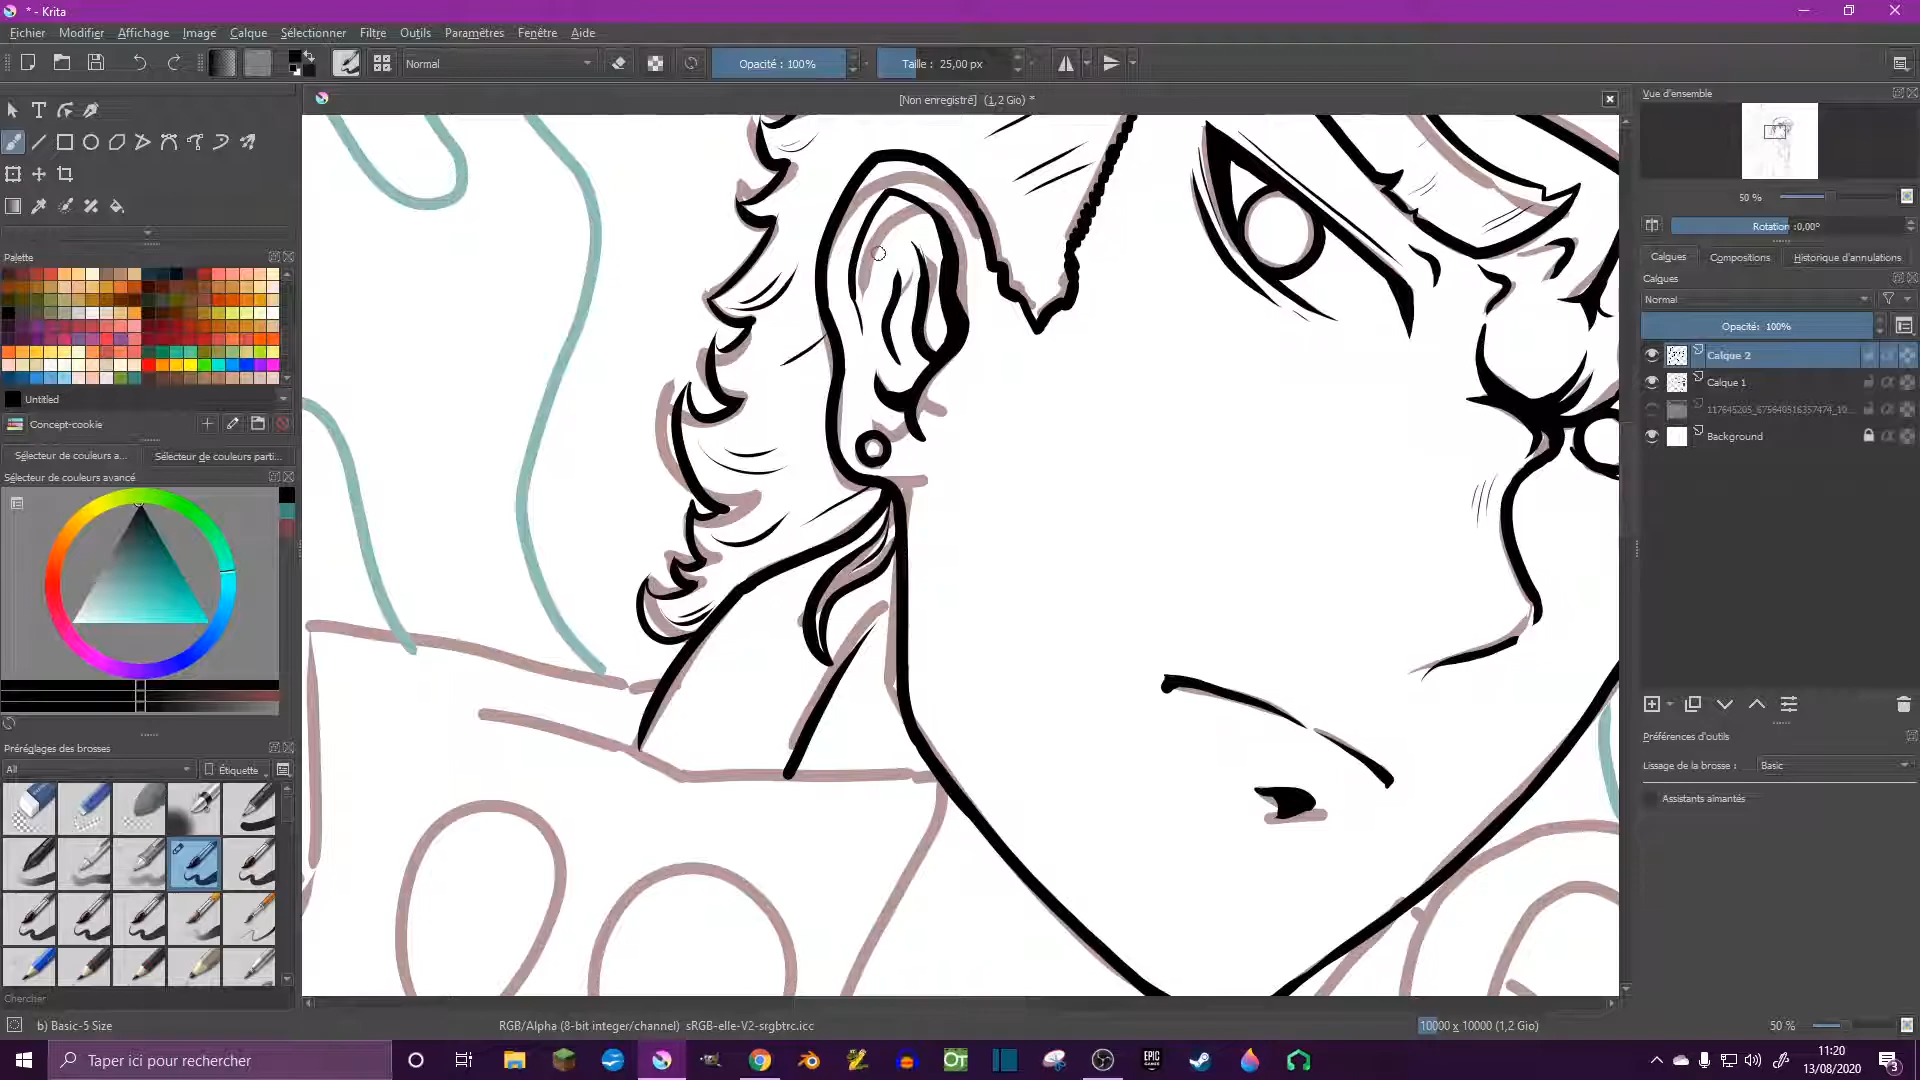 * - Krita
Fichier Modifier Affichage Image Calque Sélectionner Filtre Outils Paramètres Fenêtre Aide
Normal Opacité : 100% Taille : 25,00 px
[Non enregistré] (1,2 Gio) *
Vue d'ensemble
50 %
Rotation :0,00°
Palette
Calques Compositions Historique d'annulations
Calques
Normal
Opacité: 100%
Calque 2
Calque 1
117645205_675640516357474_10...
Background
Untitled
Concept-cookie
Sélecteur de couleurs a... Sélecteur de couleurs parti...
Sélecteur de couleurs avancé
Préférences d'outils
Lissage de la brosse : Basic
Assistants aimantés
Préréglages des brosses
All Étiquette
Chercher
b) Basic-5 Size
RGB/Alpha (8-bit integer/channel) sRGB-elle-V2-srgbtrc.icc
10000 x 10000 (1,2 Gio)
50 %
Taper ici pour rechercher
OT
EPIC
GAMES
11:20
13/08/2020
3